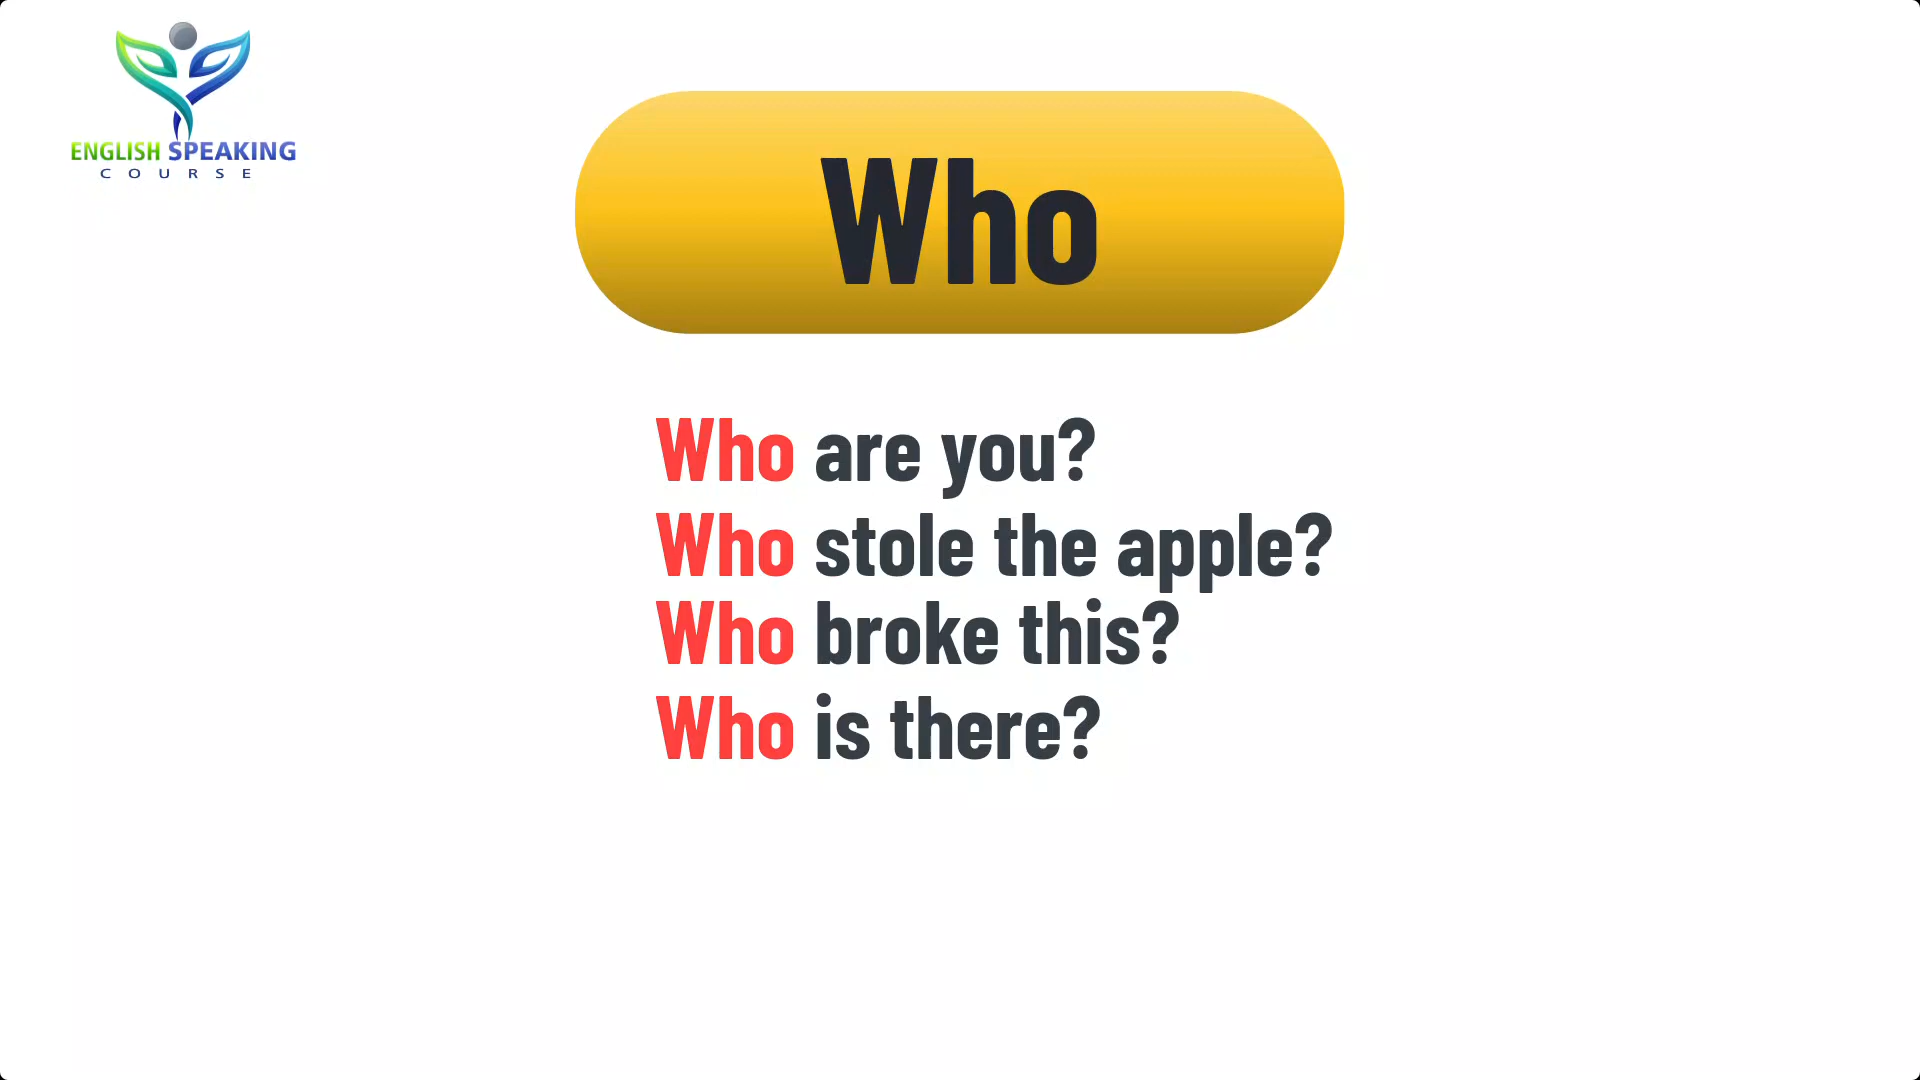 ENGLISH SPEAKING
COURSE
Who
Who are you?
Who stole the apple?
Who broke this?
Who is there?